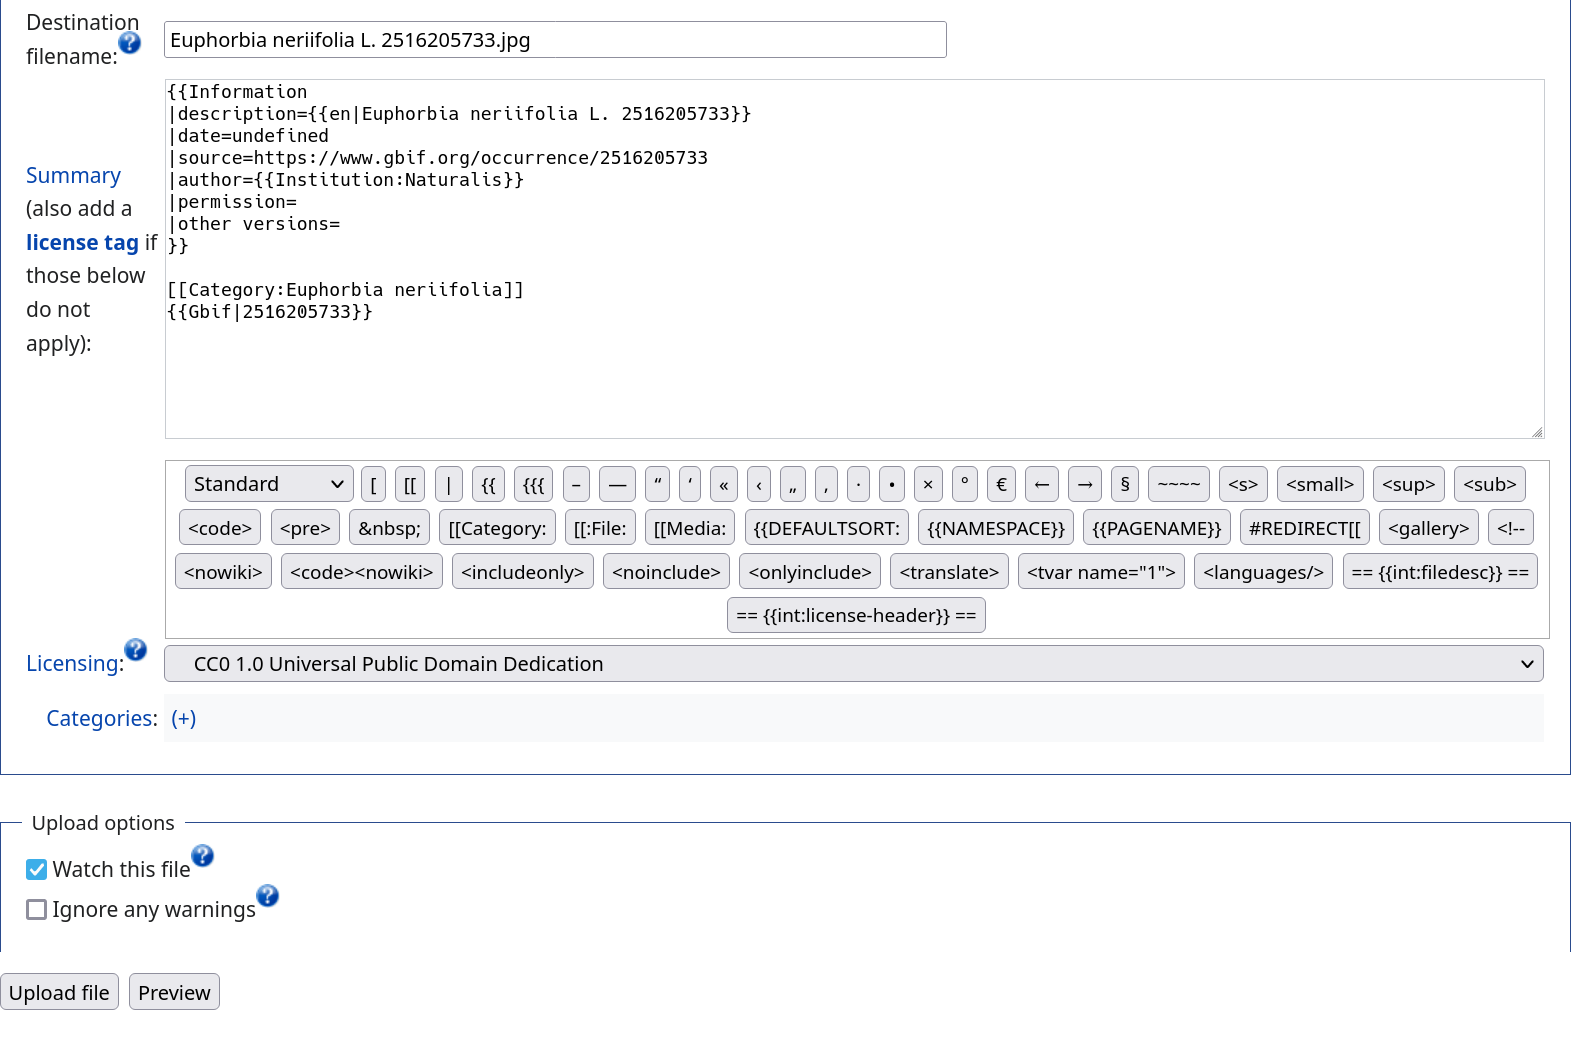 Destination
filename:
Euphorbia neriifolia L. 2516205733.jpg
Summary
(also add a
license tag if
those below
do not
apply):
{{Information
|description={{en|Euphorbia neriifolia L. 2516205733}}
|date=undefined
|source=https://www.gbif.org/occurrence/2516205733
|author={{Institution:Naturalis}}
|permission=
|other versions=
}}
[[Category:Euphorbia neriifolia]]
{{Gbif|2516205733}}
Standard [ [[ | {{ {{{ – — “ ‘ « ‹ „ ‚ · • × ° € ← → § ~~~~ <s> <small> <sup> <sub>
<code> <pre> &nbsp; [[Category: [[:File: [[Media: {{DEFAULTSORT: {{NAMESPACE}} {{PAGENAME}} #REDIRECT[[ <gallery> <!--
<nowiki> <code><nowiki> <includeonly> <noinclude> <onlyinclude> <translate> <tvar name="1"> <languages/> == {{int:filedesc}} ==
== {{int:license-header}} ==
Licensing: CC0 1.0 Universal Public Domain Dedication
Categories: (+)
Upload options
Watch this file
Ignore any warnings
Upload file Preview